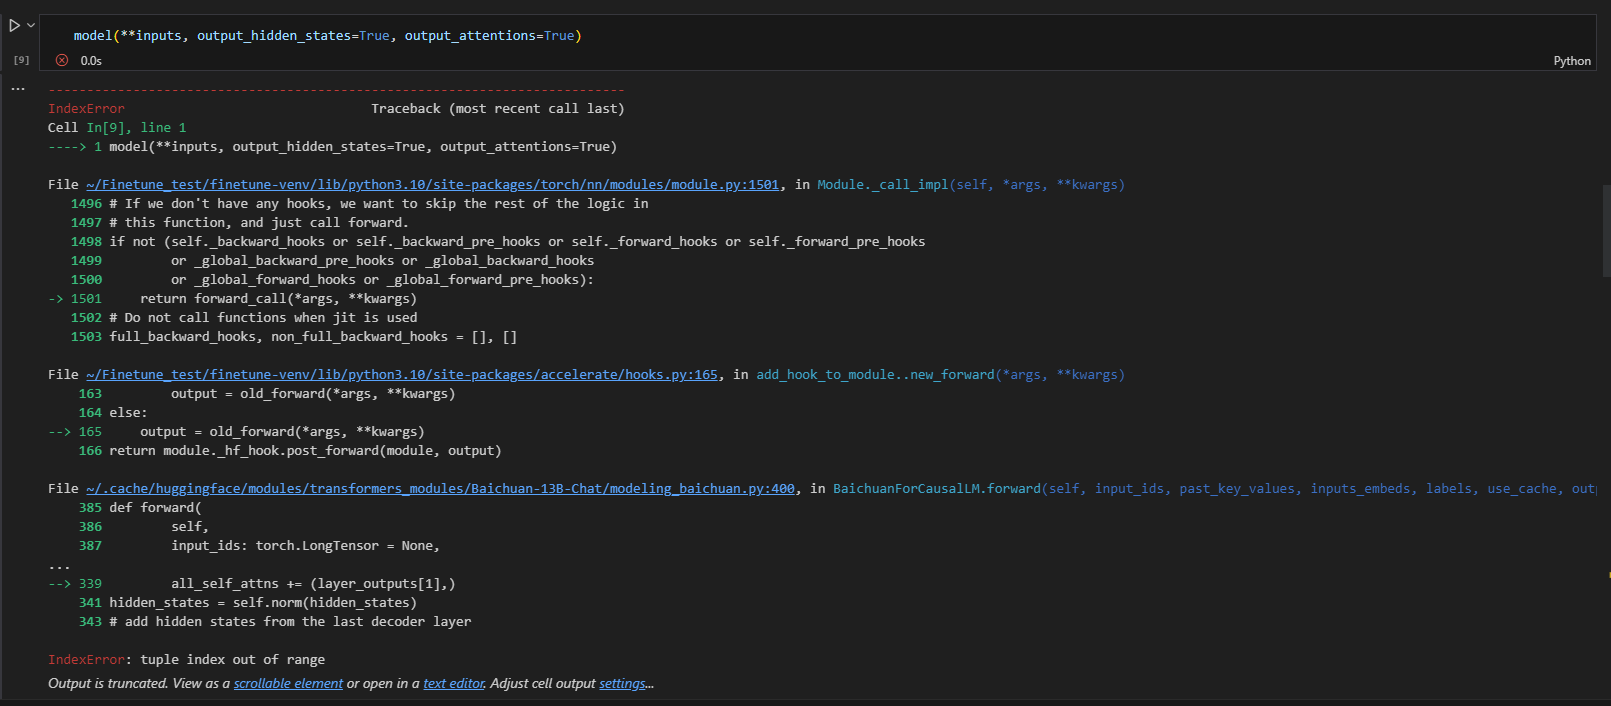 model(**inputs, output_hidden_states=True, output_attentions=True)
[9]
0.0s
Python
...
---------------------------------------------------------------------------
IndexError                                Traceback (most recent call last)
Cell In[9], line 1
----> 1 model(**inputs, output_hidden_states=True, output_attentions=True)
File ~/Finetune_test/finetune-venv/lib/python3.10/site-packages/torch/nn/modules/module.py:1501, in Module._call_impl(self, *args, **kwargs)
1496 # If we don't have any hooks, we want to skip the rest of the logic in
1497 # this function, and just call forward.
1498 if not (self._backward_hooks or self._backward_pre_hooks or self._forward_hooks or self._forward_pre_hooks
1499         or _global_backward_pre_hooks or _global_backward_hooks
1500         or _global_forward_hooks or _global_forward_pre_hooks):
-> 1501     return forward_call(*args, **kwargs)
1502 # Do not call functions when jit is used
1503 full_backward_hooks, non_full_backward_hooks = [], []
File ~/Finetune_test/finetune-venv/lib/python3.10/site-packages/accelerate/hooks.py:165, in add_hook_to_module..new_forward(*args, **kwargs)
163         output = old_forward(*args, **kwargs)
164 else:
--> 165     output = old_forward(*args, **kwargs)
166 return module._hf_hook.post_forward(module, output)
File ~/.cache/huggingface/modules/transformers_modules/Baichuan-13B-Chat/modeling_baichuan.py:400, in BaichuanForCausalLM.forward(self, input_ids, past_key_values, inputs_embeds, labels, use_cache, outp
385 def forward(
386         self,
387         input_ids: torch.LongTensor = None,
...
--> 339         all_self_attns += (layer_outputs[1],)
341 hidden_states = self.norm(hidden_states)
343 # add hidden states from the last decoder layer
IndexError: tuple index out of range
Output is truncated. View as a scrollable element or open in a text editor. Adjust cell output settings...